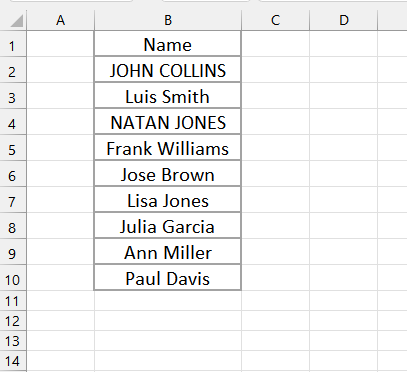 A B C D
1 Name
2 JOHN COLLINS
3 Luis Smith
4 NATAN JONES
5 Frank Williams
6 Jose Brown
7 Lisa Jones
8 Julia Garcia
9 Ann Miller
10 Paul Davis
11
12
13
14